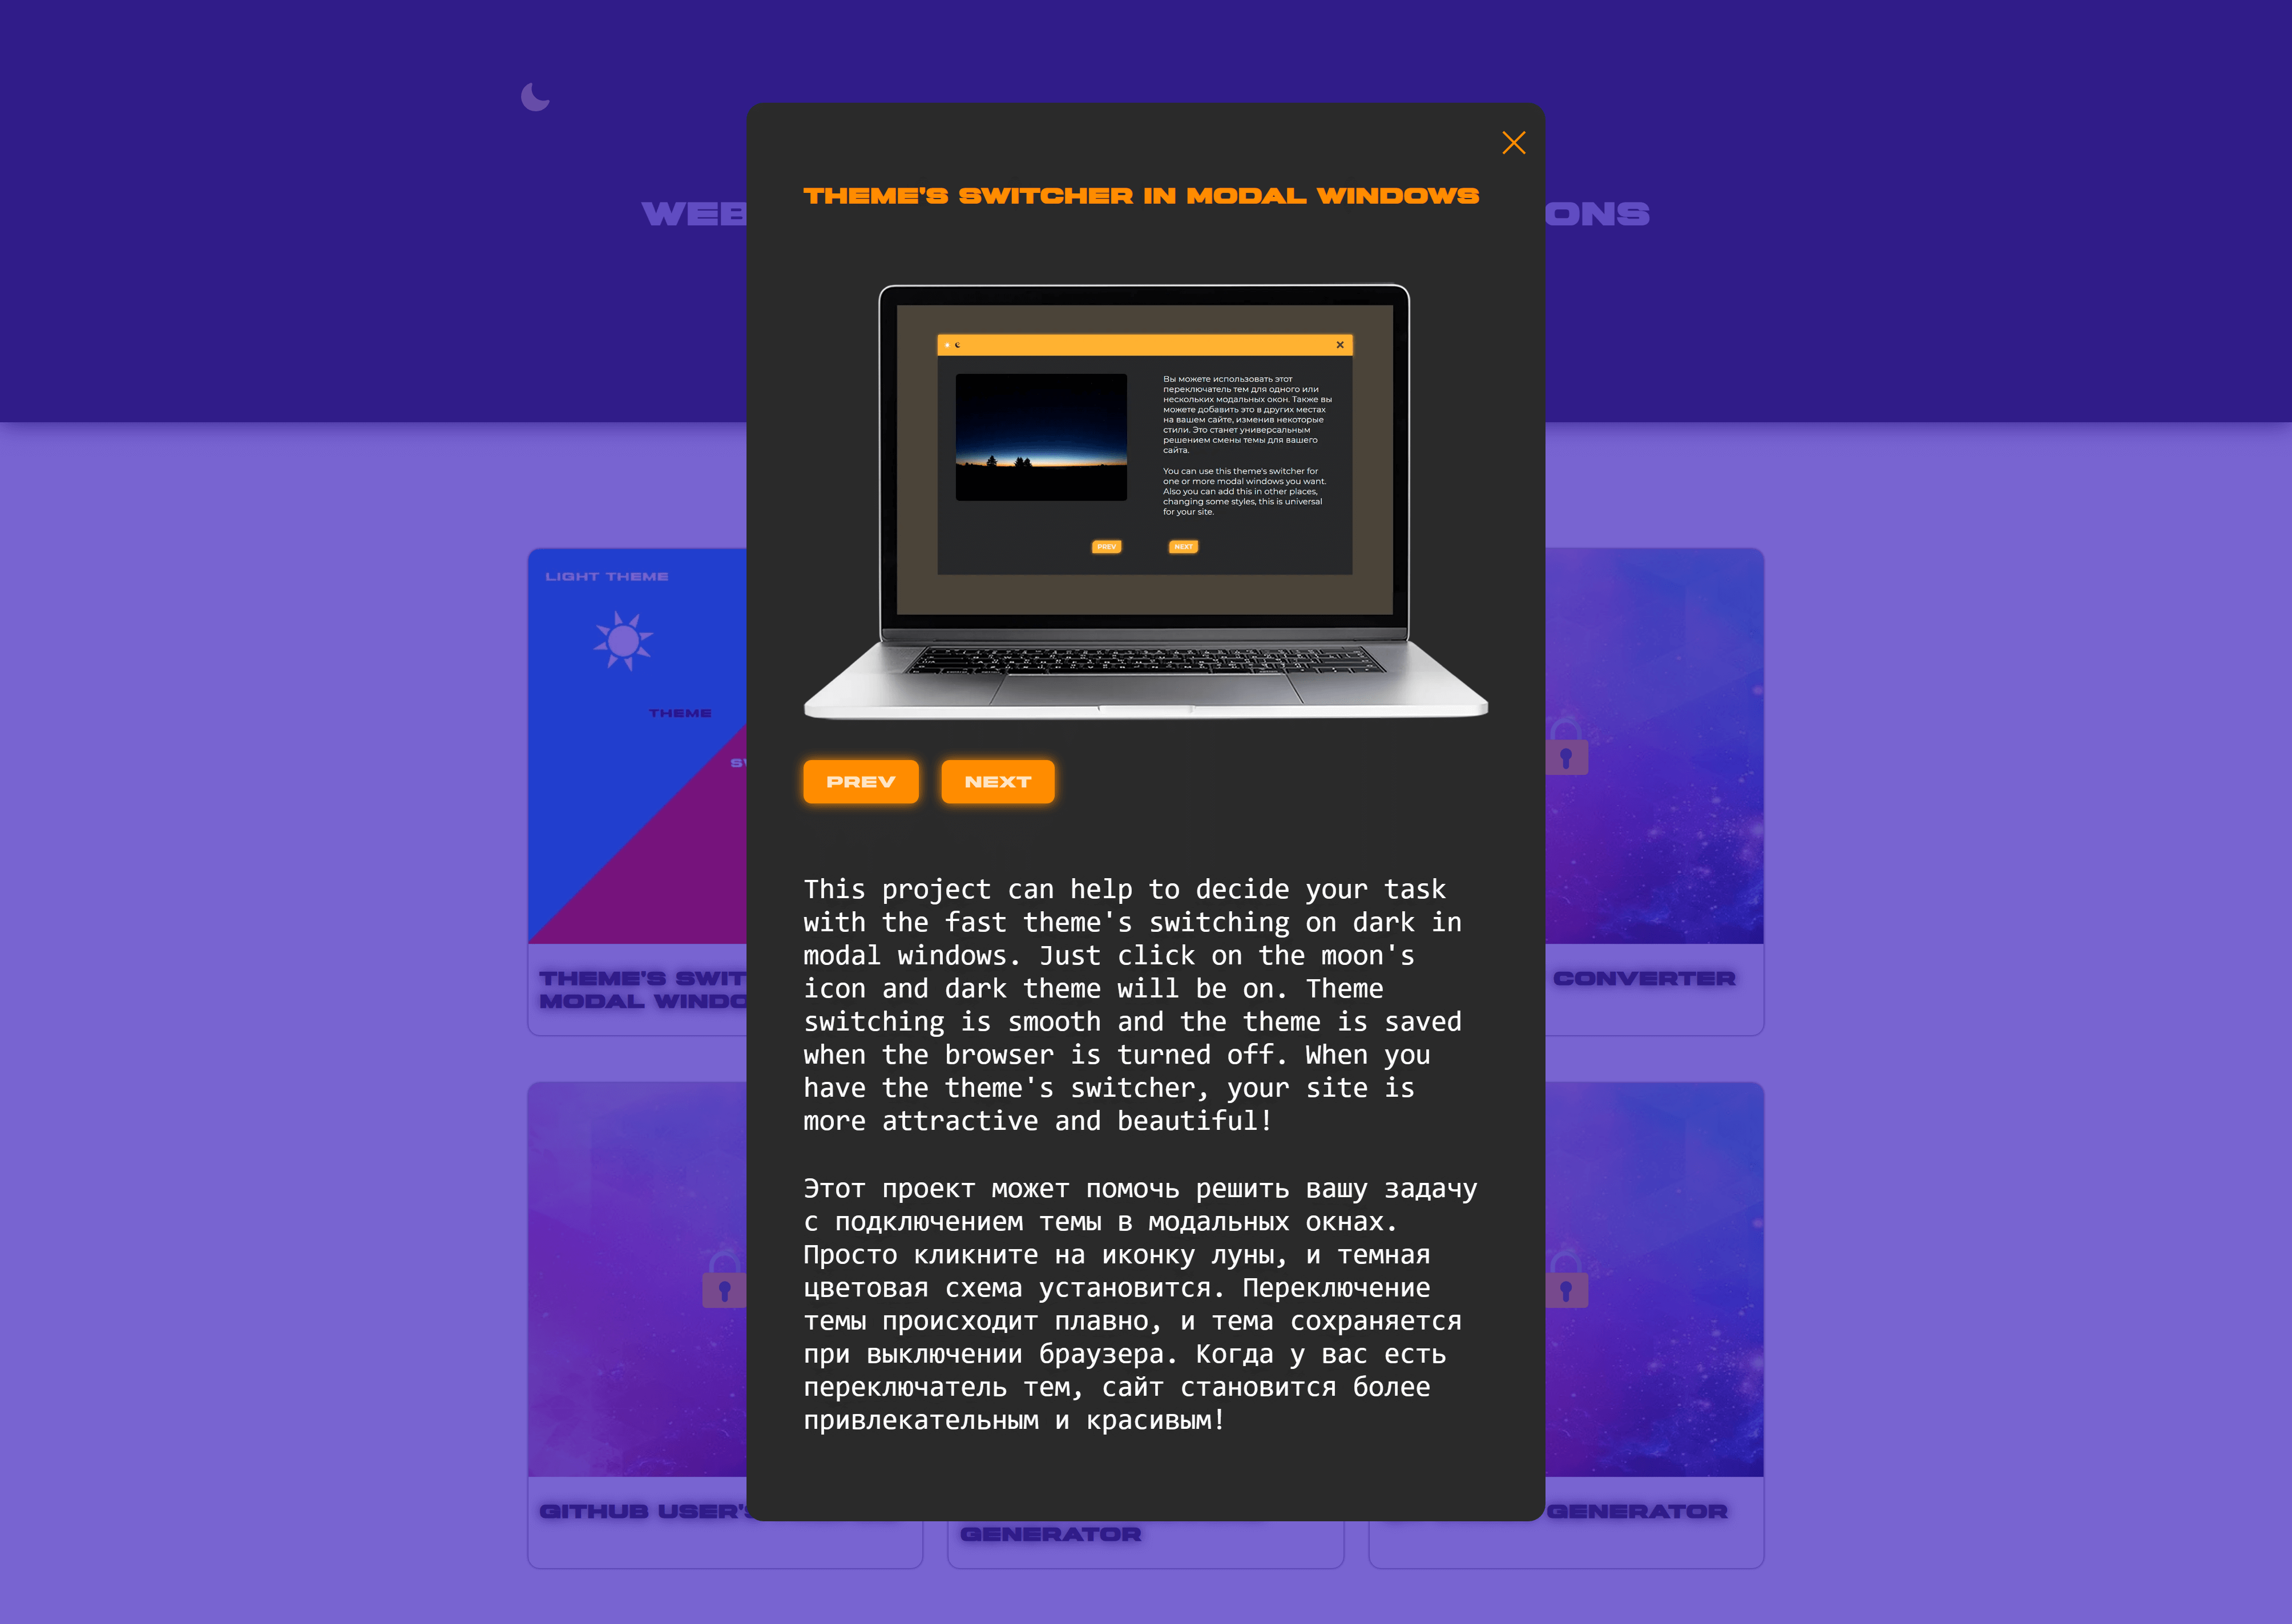 WEB
ONS
THEME'S SWITCHER IN MODAL WINDOWS
Вы можете использовать этот
переключатель тем для одного или
нескольких модальных окон. Также вы
можете добавить это в других местах
на вашем сайте, изменив некоторые
стили. Это станет универсальным
решением смены темы для вашего
сайта.
You can use this theme's switcher for
one or more modal windows you want.
Also you can add this in other places,
changing some styles, this is universal
for your site.
PREV
NEXT
PREV
NEXT
This project can help to decide your task
with the fast theme's switching on dark in
modal windows. Just click on the moon's
icon and dark theme will be on. Theme
switching is smooth and the theme is saved
when the browser is turned off. When you
have the theme's switcher, your site is
more attractive and beautiful!
Этот проект может помочь решить вашу задачу
с подключением темы в модальных окнах.
Просто кликните на иконку луны, и темная
цветовая схема установится. Переключение
темы происходит плавно, и тема сохраняется
при выключении браузера. Когда у вас есть
переключатель тем, сайт становится более
привлекательным и красивым!
LIGHT THEME
THEME
THEME'S SWIT
MODAL WINDO
CONVERTER
GITHUB USER'S
GENERATOR
GENERATOR